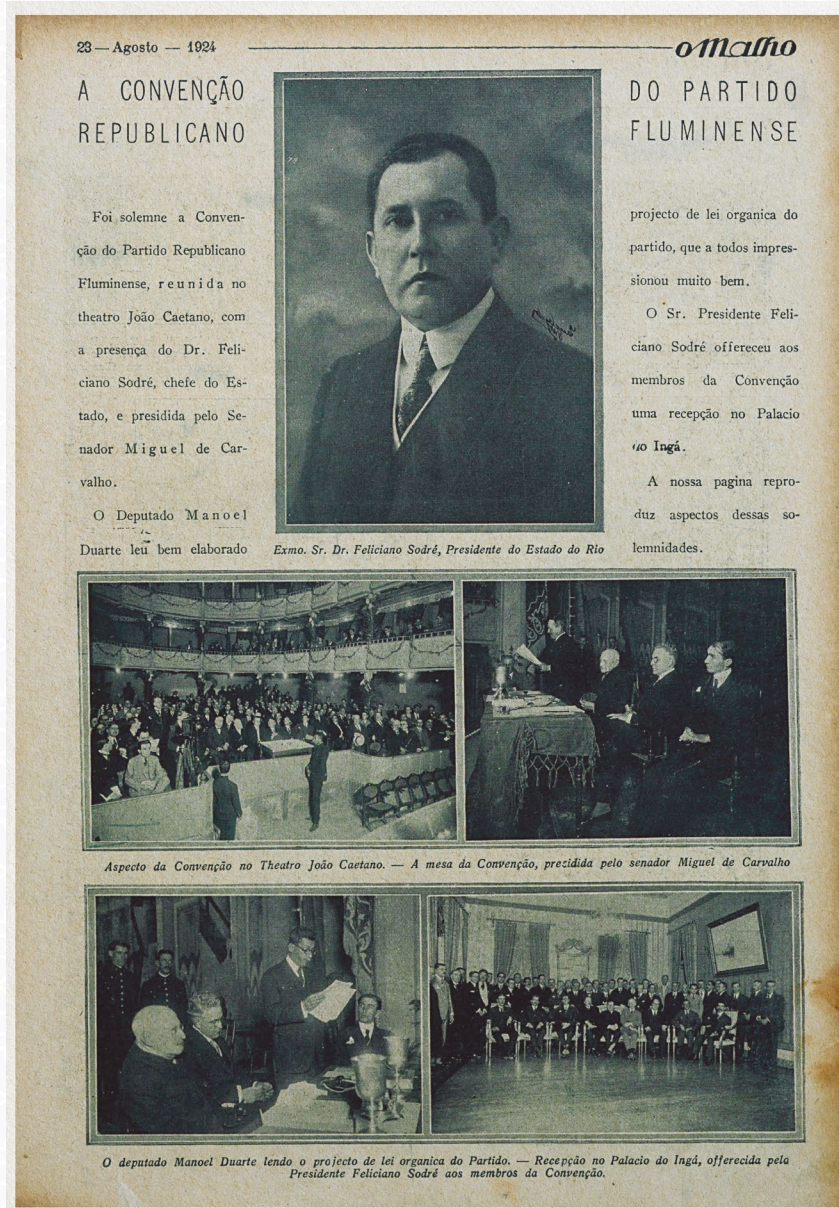 23 — Agosto — 1924
O Malho
A CONVENÇÃO
REPUBLICANO
DO PARTIDO
FLUMINENSE
Foi solemne a Conven-
ção do Partido Republicano
Fluminense, reunida no
theatro João Caetano, com
a presença do Dr. Feli-
ciano Sodré, chefe do Es-
tado, e presidida pelo Se-
nador Miguel de Car-
valho.
O Deputado Manoel
Duarte leu bem elaborado
projecto de lei organica do
partido, que a todos impres-
sionou muito bem.
O Sr. Presidente Feli-
ciano Sodré offereceu aos
membros da Convenção
uma recepção no Palacio
do Ingá.
A nossa pagina repro-
duz aspectos dessas so-
lemnidades.
Exmo. Sr. Dr. Feliciano Sodré, Presidente do Estado do Rio
Aspecto da Convenção no Theatro João Caetano. — A mesa da Convenção, prezidida pelo senador Miguel de Carvalho
O deputado Manoel Duarte lendo o projecto de lei organica do Partido. — Recepção no Palacio do Ingá, offerecida pelo
Presidente Feliciano Sodré aos membros da Convenção.